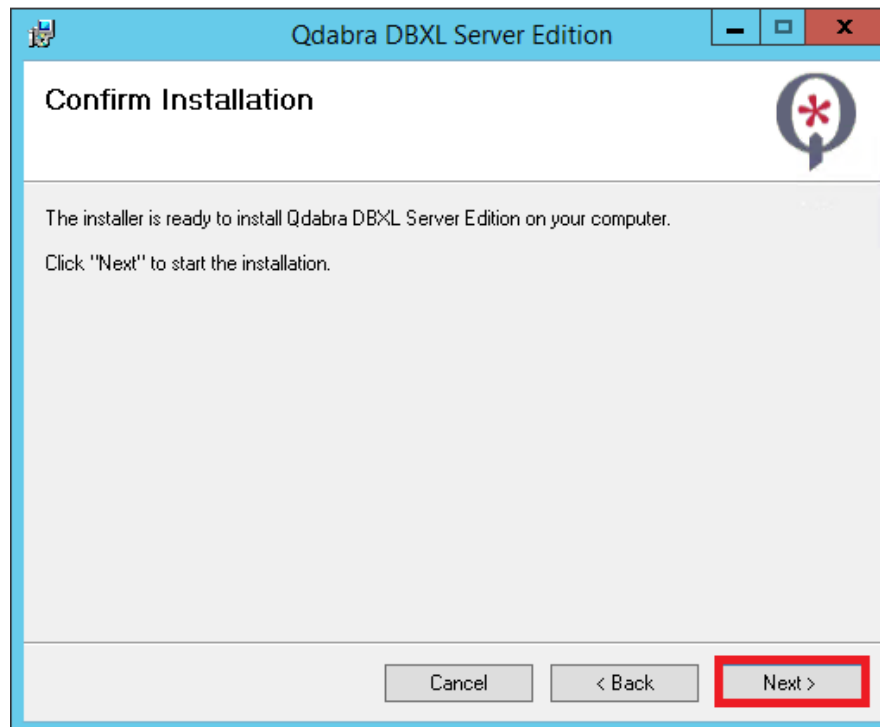 Qdabra DBXL Server Edition
Confirm Installation
The installer is ready to install Qdabra DBXL Server Edition on your computer.
Click "Next" to start the installation.
Cancel
< Back
Next >